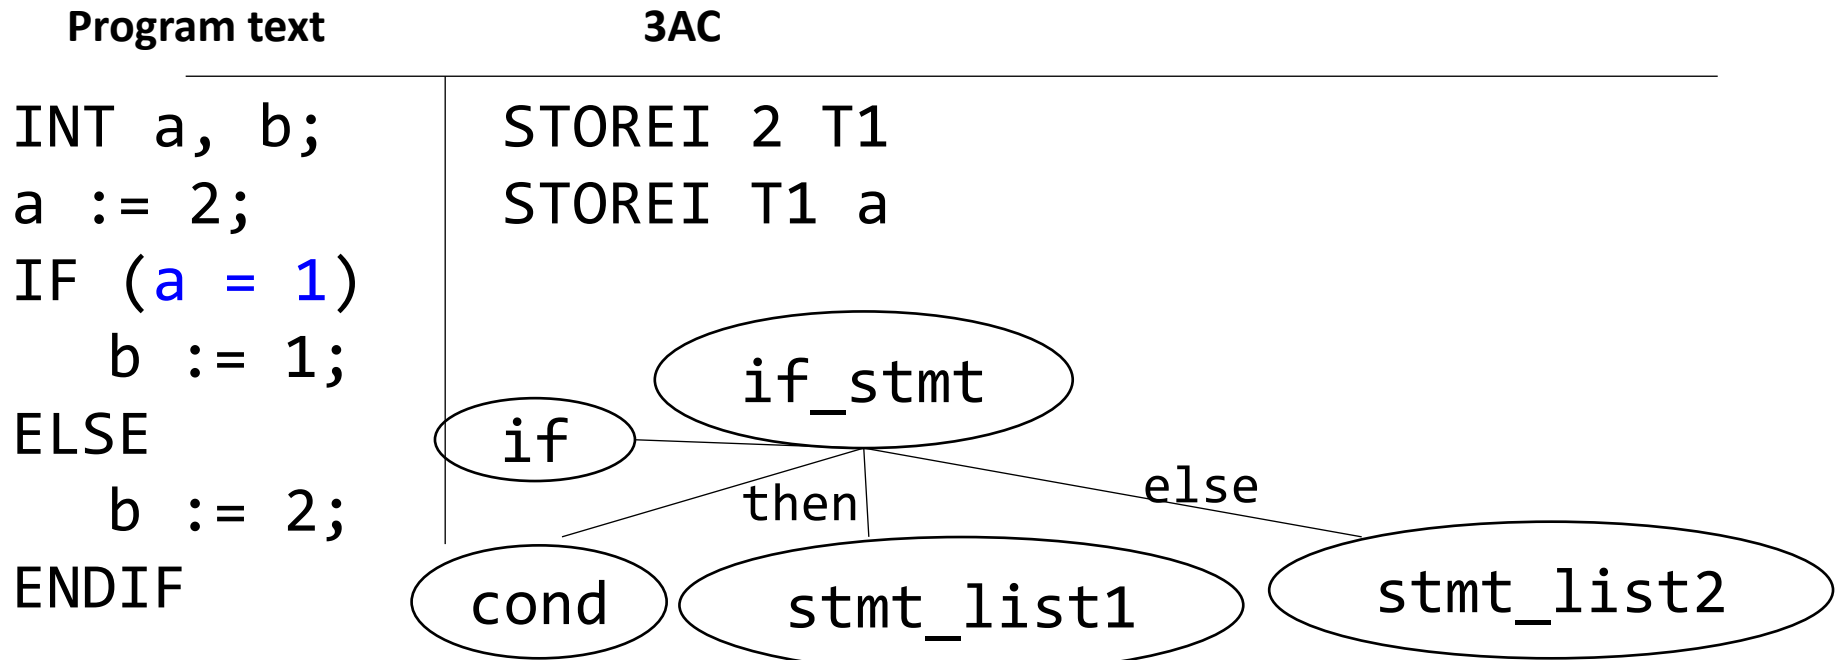 Program text
3AC
INT a, b;
a := 2;
IF (a = 1)
b := 1;
ELSE
b := 2;
ENDIF
STOREI 2 T1
STOREI T1 a
if_stmt
if
then
else
cond
stmt_list1
stmt_list2